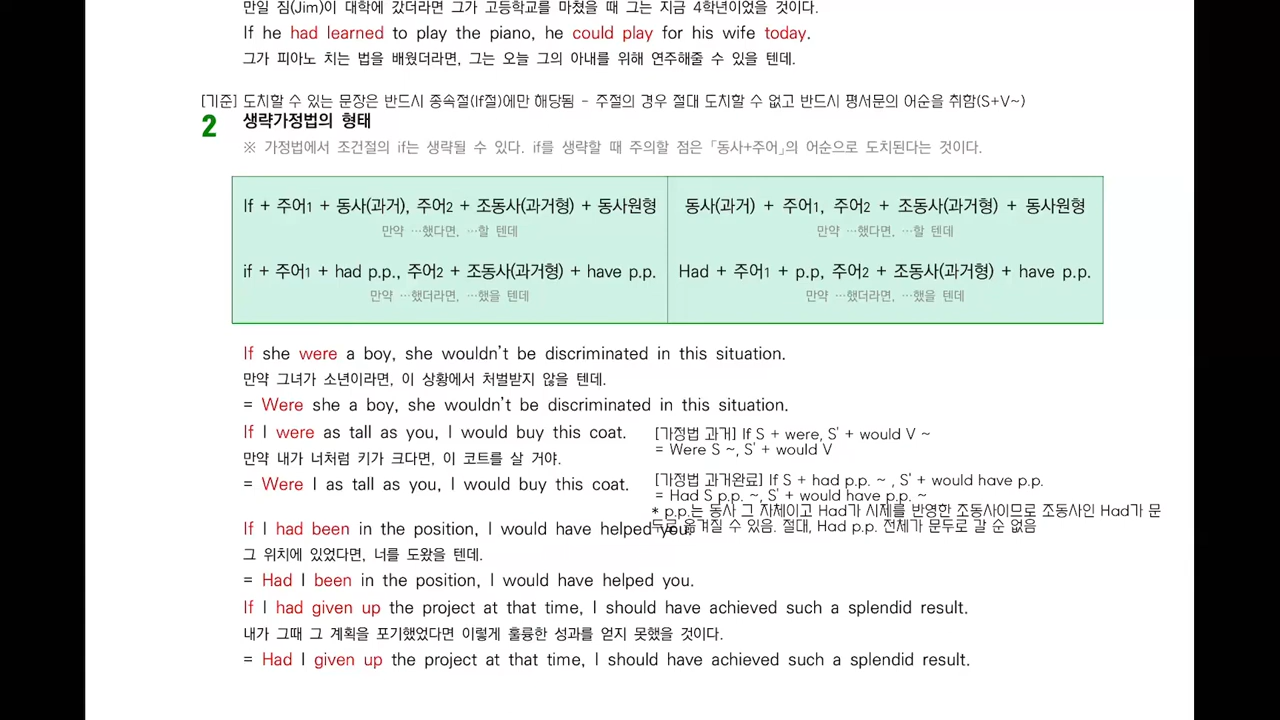 만일 짐(Jim)이 대학에 갔더라면 그가 고등학교를 마쳤을 때 그는 지금 4학년이었을 것이다.
If he had learned to play the piano, he could play for his wife today.
그가 피아노 치는 법을 배웠더라면, 그는 오늘 그의 아내를 위해 연주해줄 수 있을 텐데.
[기준] 도치할 수 있는 문장은 반드시 종속절(If절)에만 해당됨 - 주절의 경우 절대 도치할 수 없고 반드시 평서문의 어순을 취함(S+V~)
2 생략가정법의 형태
※ 가정법에서 조건절의 if는 생략될 수 있다. if를 생략할 때 주의할 점은 「동사+주어」의 어순으로 도치된다는 것이다.
If + 주어1 + 동사(과거), 주어2 + 조동사(과거형) + 동사원형
만약 …했다면, …할 텐데
동사(과거) + 주어1, 주어2 + 조동사(과거형) + 동사원형
만약 …했다면, …할 텐데
if + 주어1 + had p.p., 주어2 + 조동사(과거형) + have p.p.
만약 …했더라면, …했을 텐데
Had + 주어1 + p.p, 주어2 + 조동사(과거형) + have p.p.
만약 …했더라면, …했을 텐데
If she were a boy, she wouldn't be discriminated in this situation.
만약 그녀가 소년이라면, 이 상황에서 처벌받지 않을 텐데.
= Were she a boy, she wouldn't be discriminated in this situation.
If I were as tall as you, I would buy this coat.
만약 내가 너처럼 키가 크다면, 이 코트를 살 거야.
= Were I as tall as you, I would buy this coat.
[가정법 과거] If S + were, S' + would V ~
= Were S ~, S' + would V
[가정법 과거완료] If S + had p.p. ~ , S' + would have p.p.
= Had S p.p. ~, S' + would have p.p. ~
* p.p.는 동사 그 자체이고 Had가 시제를 반영한 조동사이므로 조동사인 Had가 문
두로 옮겨질 수 있음. 절대, Had p.p. 전체가 문두로 갈 순 없음
If I had been in the position, I would have helped you.
그 위치에 있었다면, 너를 도왔을 텐데.
= Had I been in the position, I would have helped you.
If I had given up the project at that time, I should have achieved such a splendid result.
내가 그때 그 계획을 포기했었다면 이렇게 훌륭한 성과를 얻지 못했을 것이다.
= Had I given up the project at that time, I should have achieved such a splendid result.